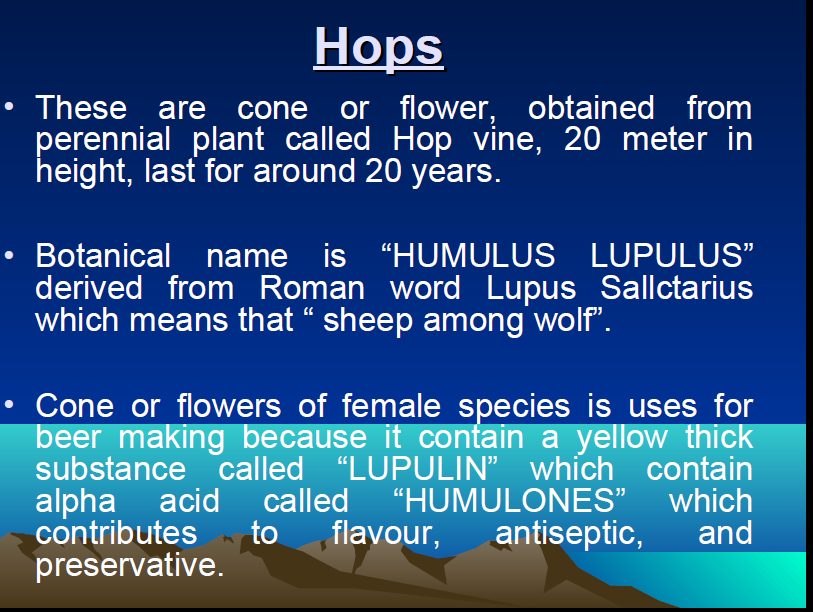 Hops
• These are cone or flower, obtained from
perennial plant called Hop vine, 20 meter in
height, last for around 20 years.
• Botanical name is “HUMULUS LUPULUS”
derived from Roman word Lupus Sallctarius
which means that “ sheep among wolf”.
• Cone or flowers of female species is uses for
beer making because it contain a yellow thick
substance called “LUPULIN” which contain
alpha acid called “HUMULONES” which
contributes to flavour, antiseptic, and
preservative.